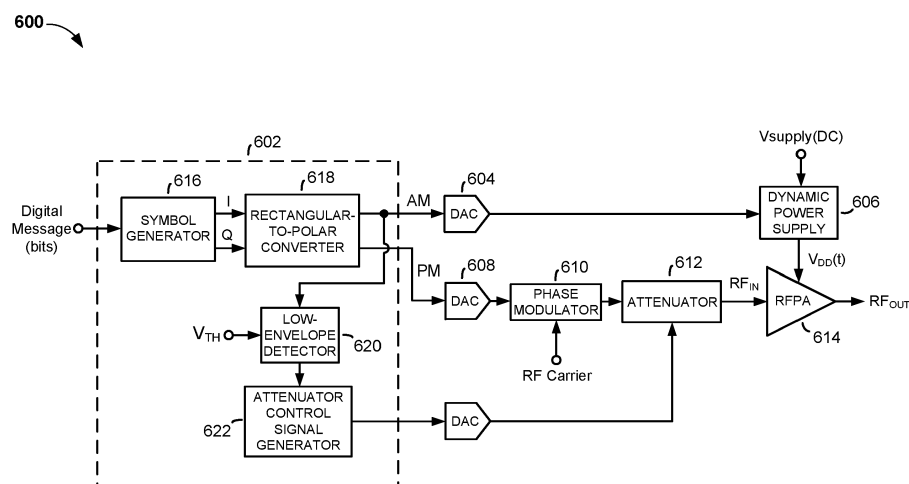 600
602
Vsupply(DC)
616
618
AM
604
DAC
Digital
Message
(bits)
SYMBOL
GENERATOR
I
Q
RECTANGULAR-
TO-POLAR
CONVERTER
DYNAMIC
POWER
SUPPLY
606
PM
608
DAC
610
PHASE
MODULATOR
612
ATTENUATOR
RFIN
VDD(t)
RFPA
RFOUT
614
VTH
LOW-
ENVELOPE
DETECTOR
620
RF Carrier
622
ATTENUATOR
CONTROL
SIGNAL
GENERATOR
DAC